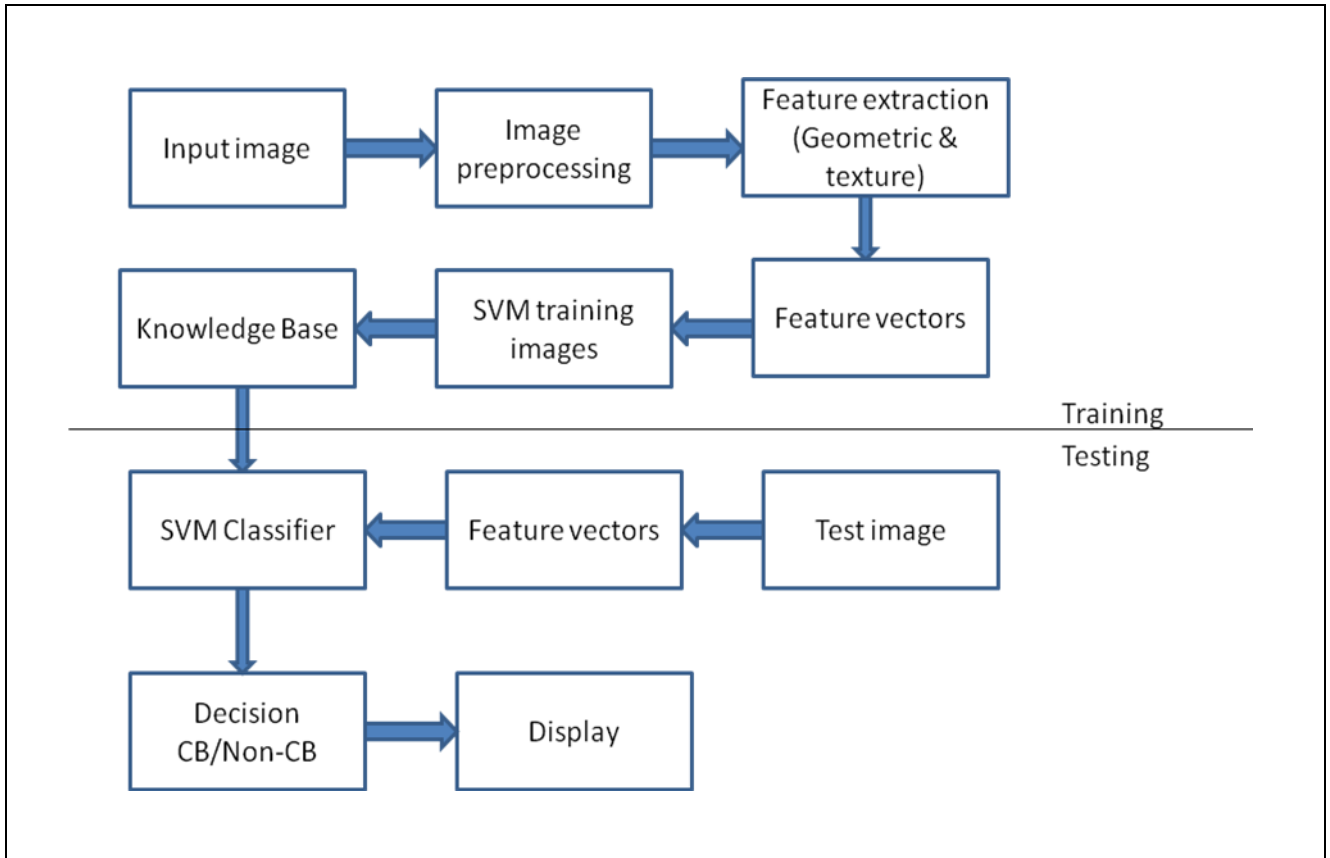 Input image
Image
preprocessing
Feature extraction
(Geometric &
texture)
Knowledge Base
SVM training
images
Feature vectors
Training
Testing
SVM Classifier
Feature vectors
Test image
Decision
CB/Non-CB
Display